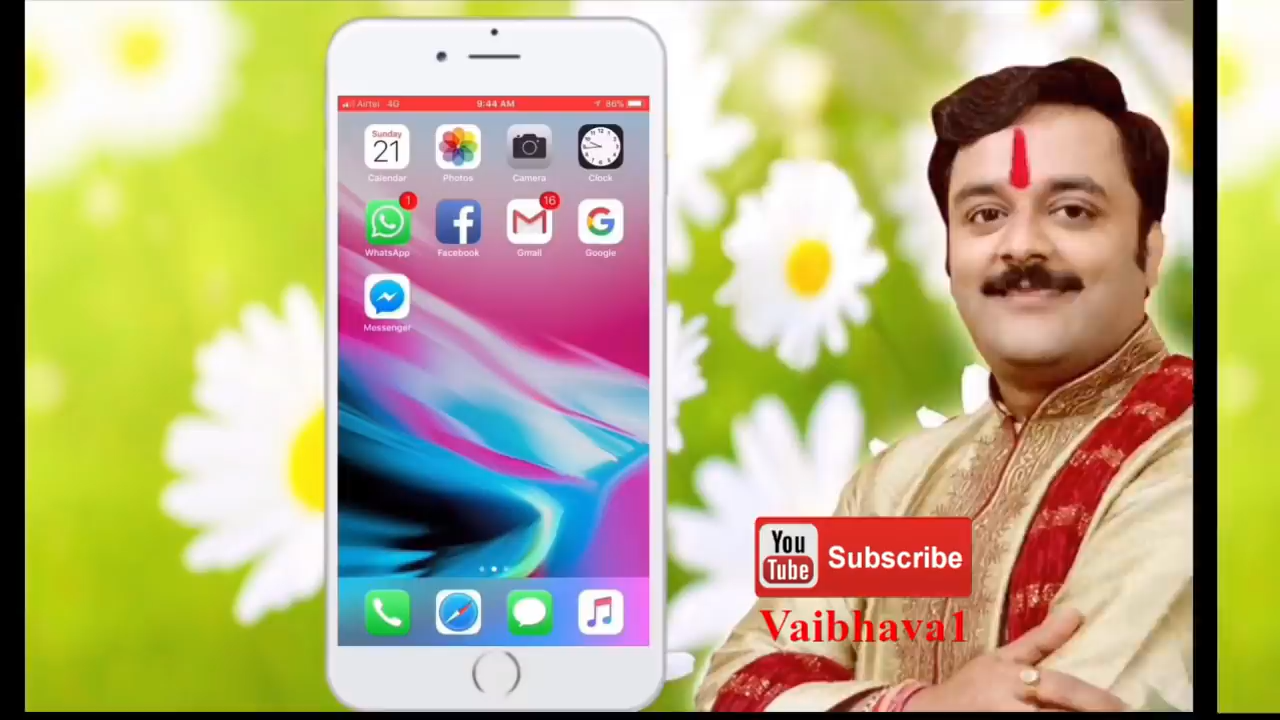 Airtel 4G 9:44 AM 86%
Sunday
21
Calendar Photos Camera Clock
1 16
WhatsApp Facebook Gmail Google
Messenger
You
Tube
Subscribe
Vaibhava1